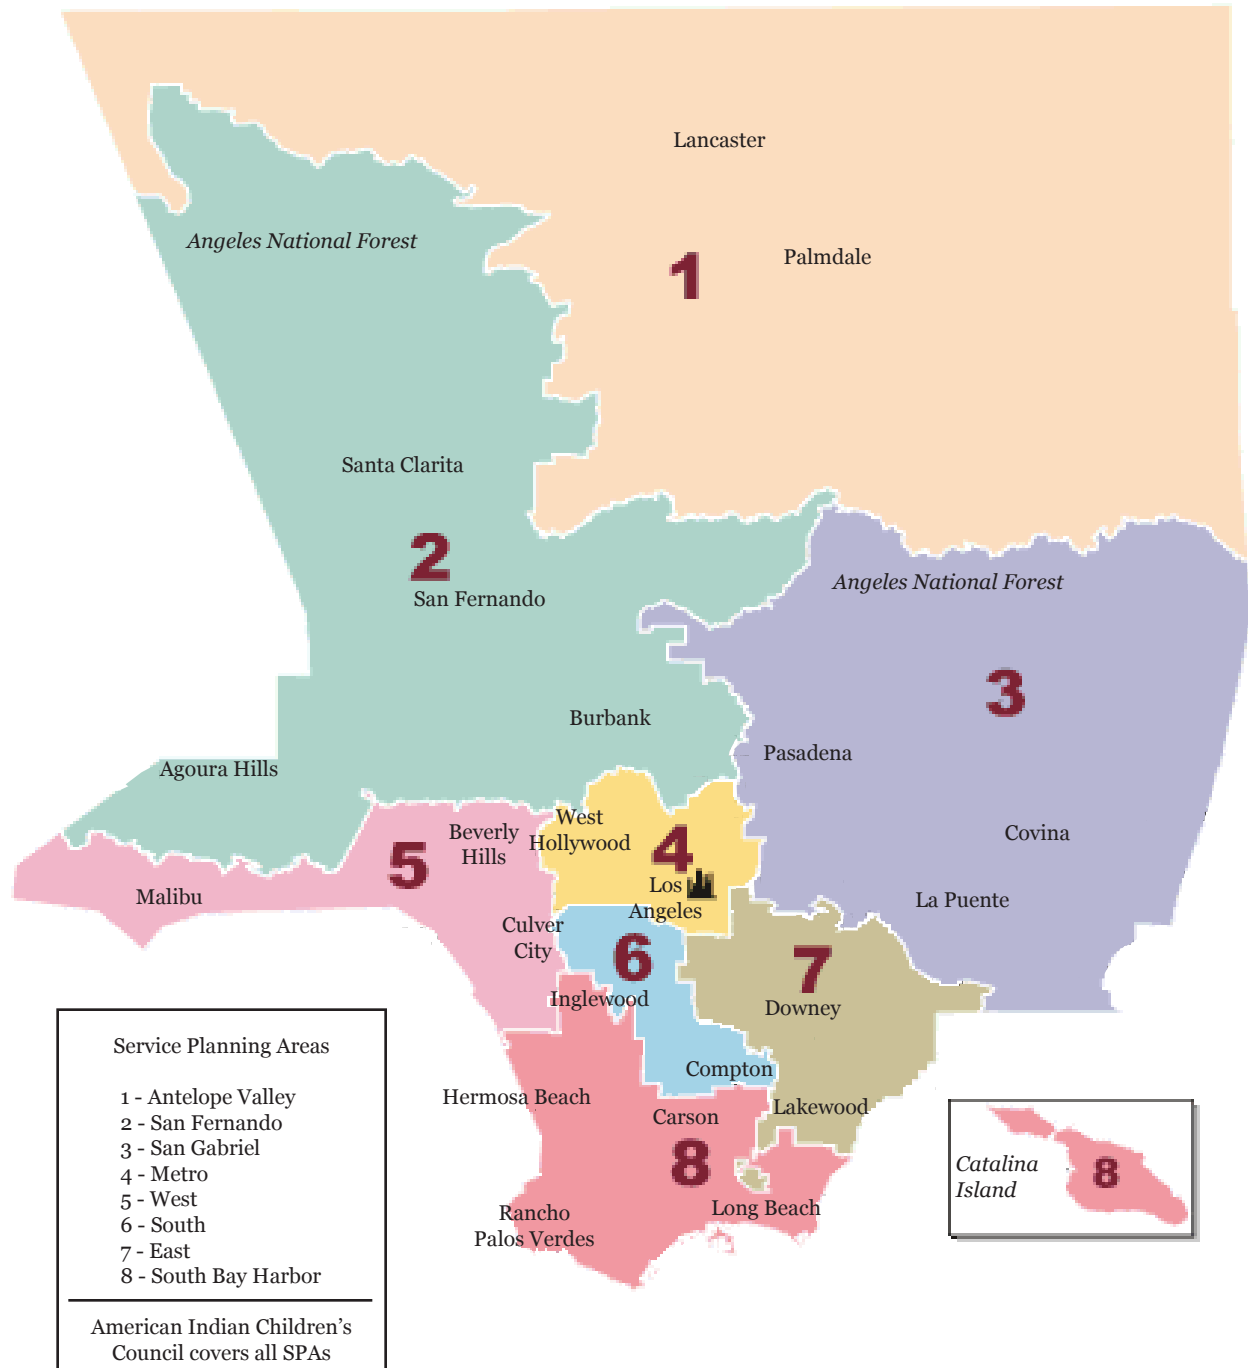 Lancaster
Palmdale
1
Angeles National Forest
Santa Clarita
2
San Fernando
Angeles National Forest
3
Burbank
Pasadena
Agoura Hills
West
Hollywood
Beverly
Hills
Covina
4
5
Los
Angeles
Malibu
La Puente
Culver
City
6
7
Inglewood
Downey
Compton
Hermosa Beach
Carson
Lakewood
8
Long Beach
Rancho
Palos Verdes
Catalina
Island
8
Service Planning Areas
1 - Antelope Valley
2 - San Fernando
3 - San Gabriel
4 - Metro
5 - West
6 - South
7 - East
8 - South Bay Harbor
American Indian Children’s
Council covers all SPAs